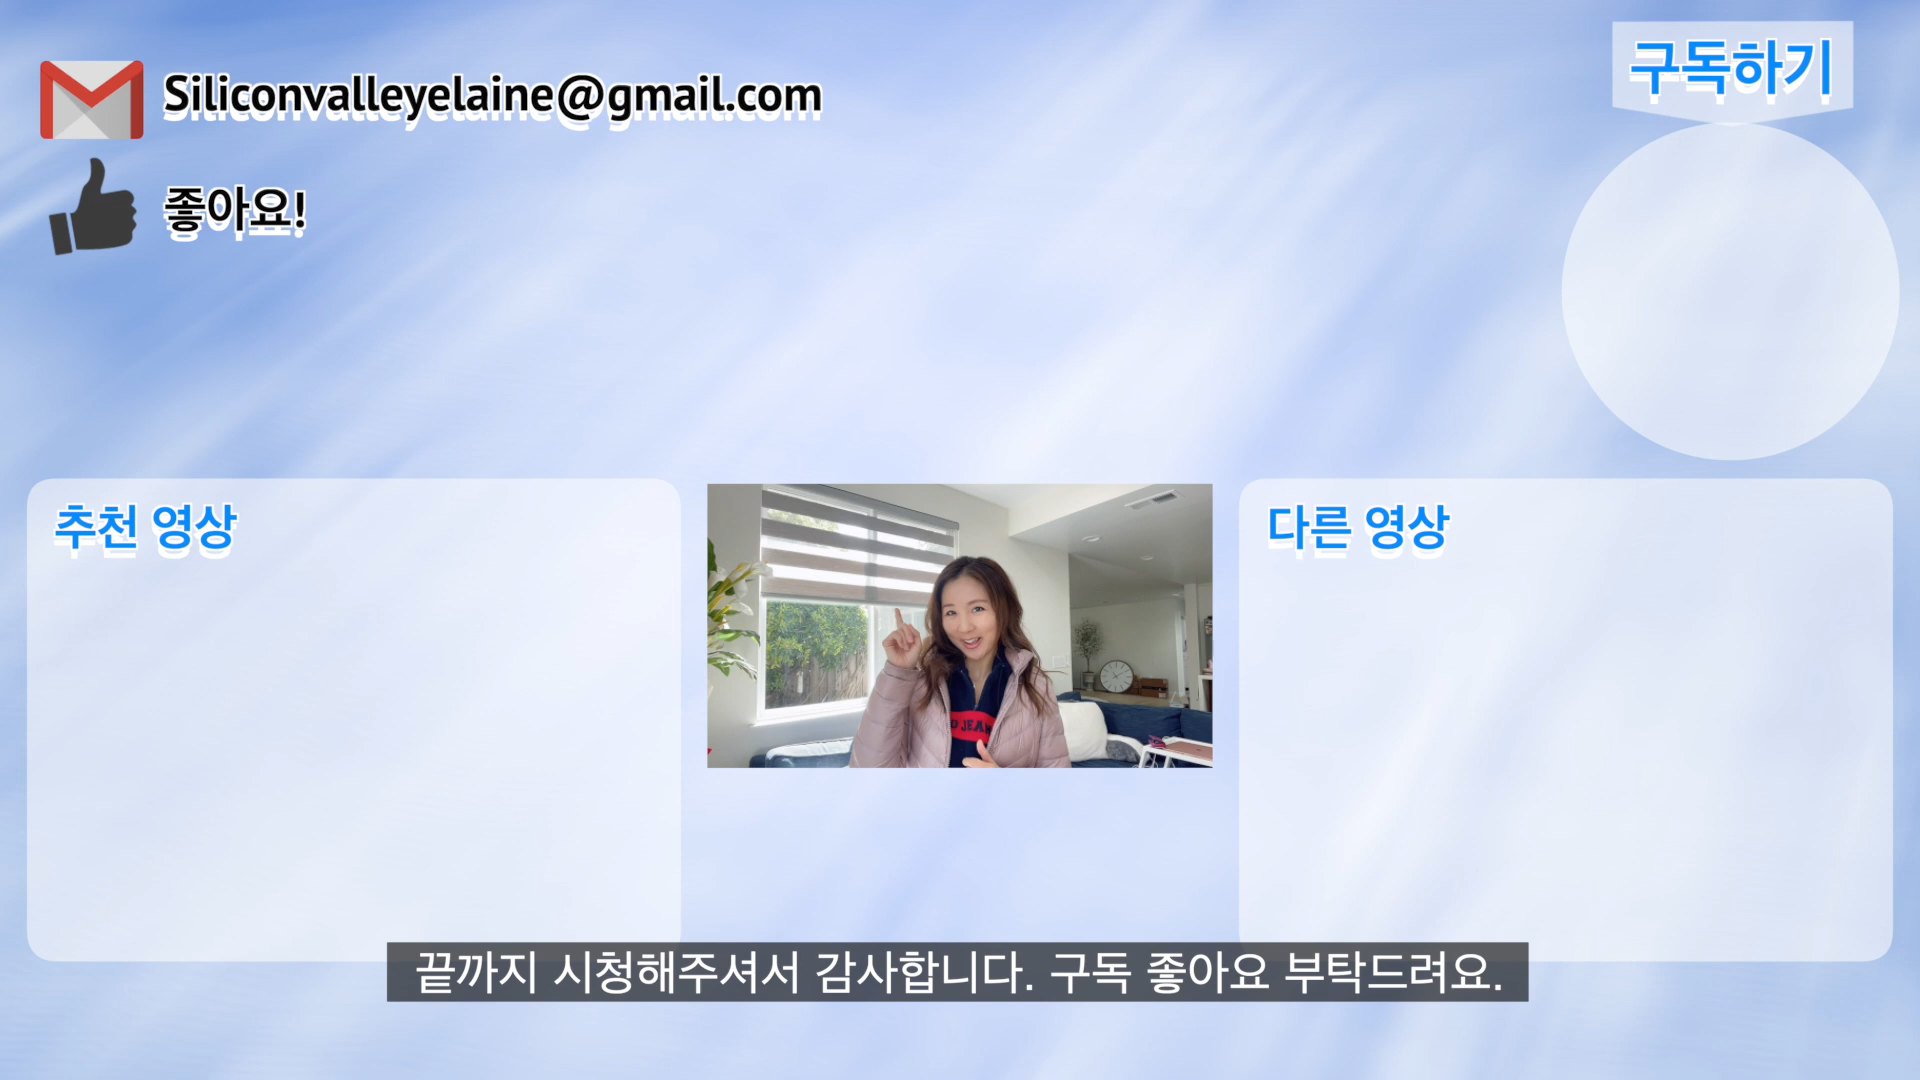 Siliconvalleyelaine@gmail.com
좋아요!
구독하기
추천 영상
다른 영상
끝까지 시청해주셔서 감사합니다. 구독 좋아요 부탁드려요.